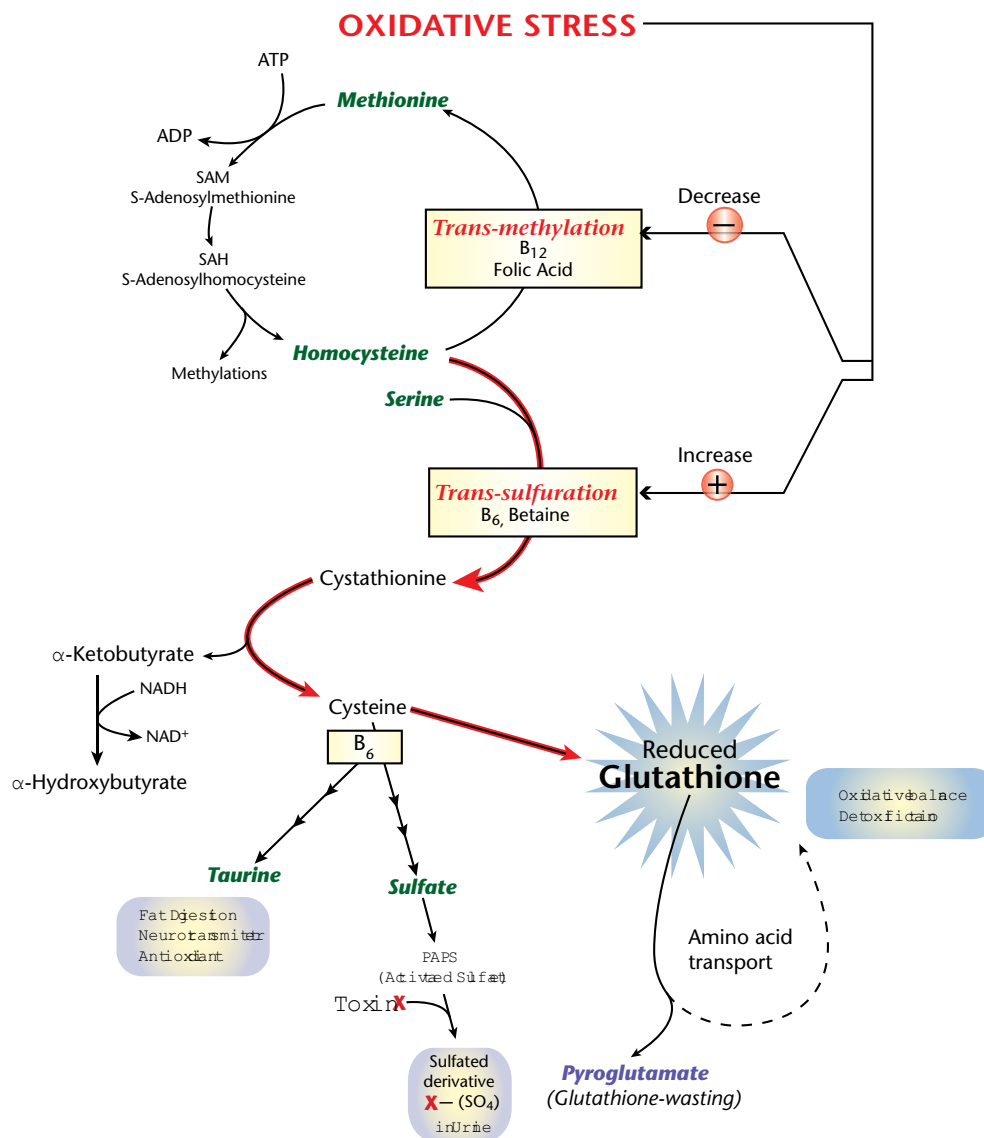 OXIDATIVE STRESS
ATP
Methionine
ADP
SAM
S-Adenosylmethionine
Decrease
−
Trans-methylation
B12
Folic Acid
SAH
S-Adenosylhomocysteine
Homocysteine
Methylations
Serine
Increase
+
Trans-sulfuration
B6, Betaine
Cystathionine
α-Ketobutyrate
NADH
NAD+
α-Hydroxybutyrate
Cysteine
B6
Reduced
Glutathione
Taurine
Sulfate
PAPS
Amino acid
transport
Toxin X
Sulfated
derivative
X – (SO4)
Pyroglutamate
(Glutathione-wasting)